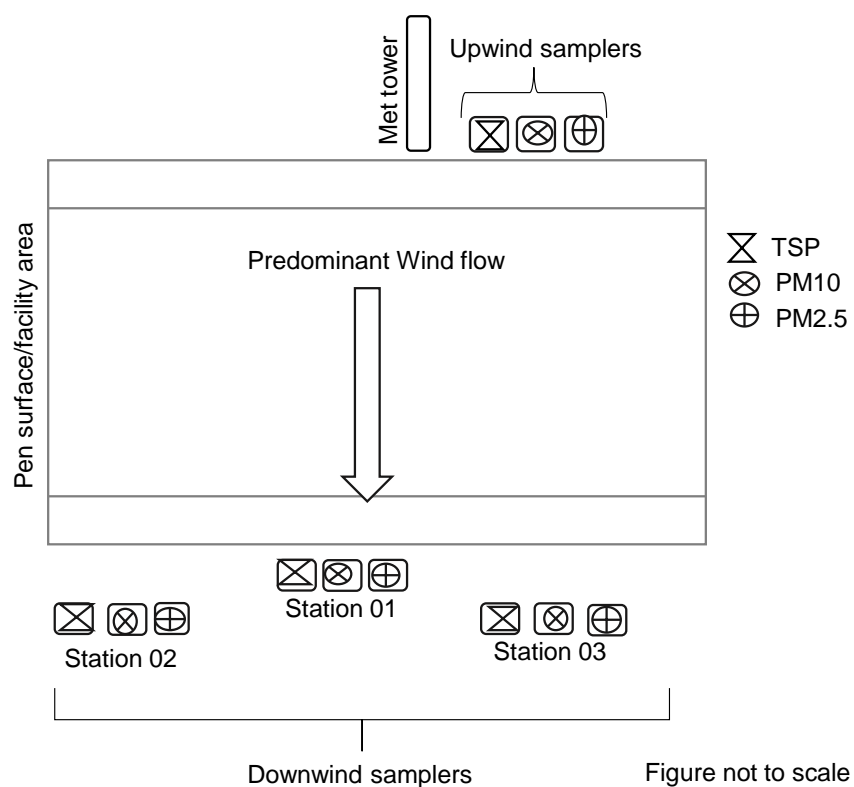 Met tower
Upwind samplers
Pen surface/facility area
Predominant Wind flow
TSP
PM10
PM2.5
Station 01
Station 02
Station 03
Downwind samplers
Figure not to scale